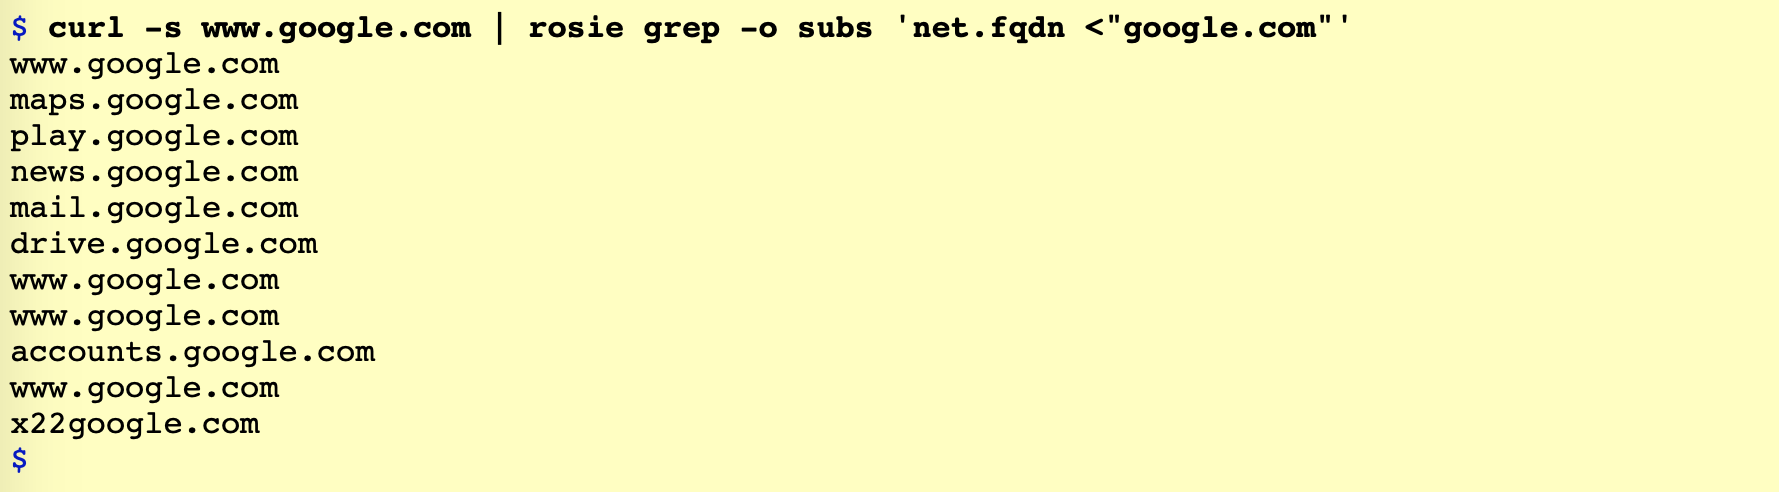 $ curl -s www.google.com | rosie grep -o subs 'net.fqdn <"google.com"'
www.google.com
maps.google.com
play.google.com
news.google.com
mail.google.com
drive.google.com
www.google.com
www.google.com
accounts.google.com
www.google.com
x22google.com
$